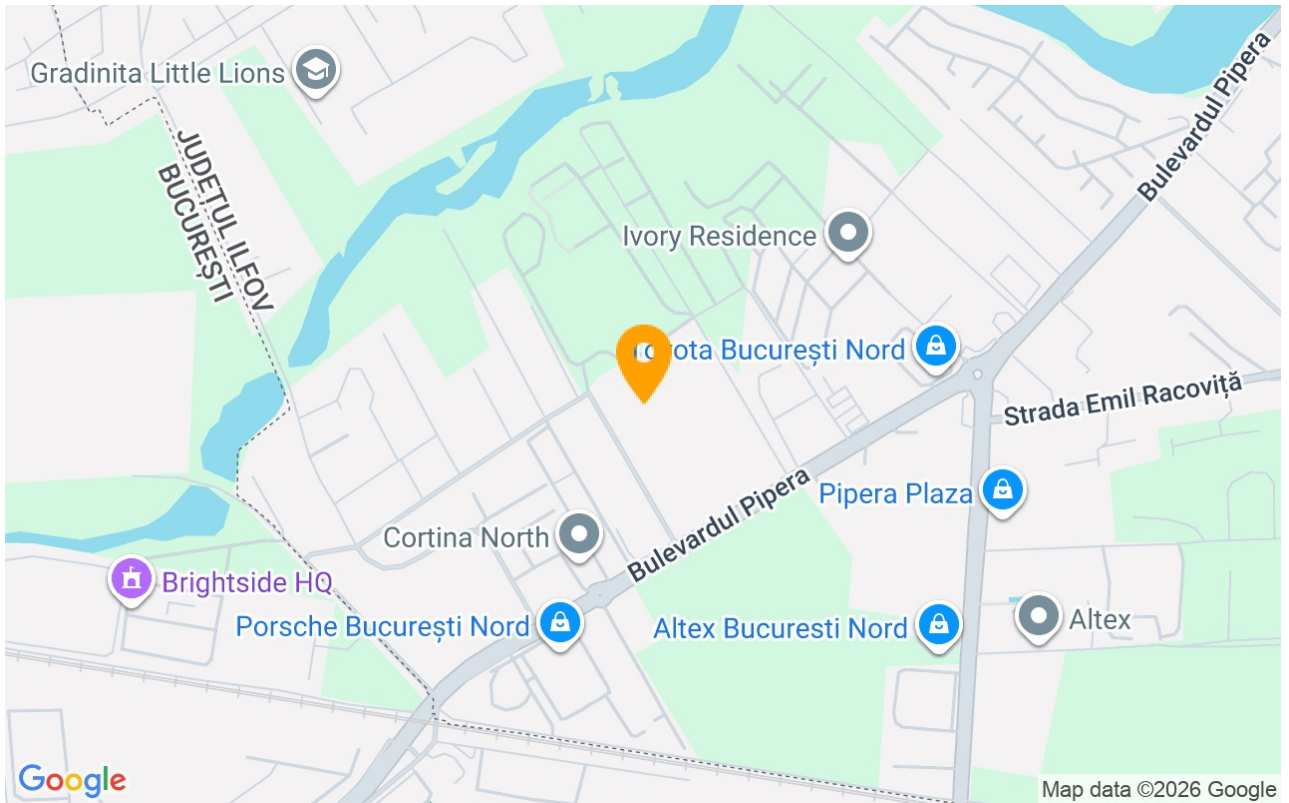 Gradinita Little Lions
JUDEȚUL ILFOV
BUCUREȘTI
Bulevardul Pipera
Ivory Residence
ota București Nord
Strada Emil Racoviță
Bulevardul Pipera
Pipera Plaza
Cortina North
Brightside HQ
Porsche București Nord
Altex Bucuresti Nord
Altex
Google
Map data ©2026 Google